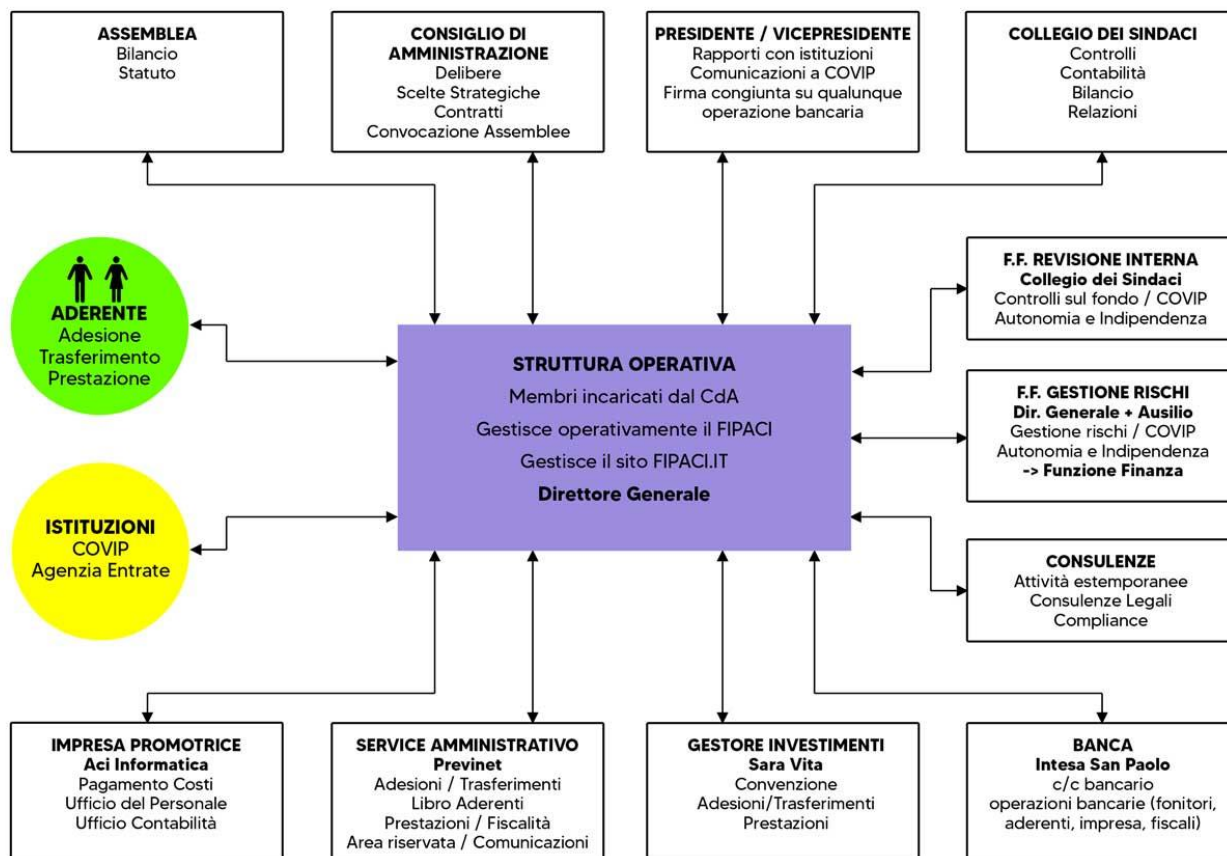 ASSEMBLEA
Bilancio
Statuto
CONSIGLIO DI
AMMINISTRAZIONE
Delibere
Scelte Strategiche
Contratti
Convocazione Assemblee
PRESIDENTE / VICEPRESIDENTE
Rapporti con istituzioni
Comunicazioni a COVIP
Firma congiunta su qualunque
operazione bancaria
COLLEGIO DEI SINDACI
Controlli
Contabilità
Bilancio
Relazioni
ADERENTE
Adesione
Trasferimento
Prestazione
STRUTTURA OPERATIVA
Membri incaricati dal CdA
Gestisce operativamente il FIPACI
Gestisce il sito FIPACI.IT
Direttore Generale
F.F. REVISIONE INTERNA
Collegio dei Sindaci
Controlli sul fondo / COVIP
Autonomia e Indipendenza
F.F. GESTIONE RISCHI
Dir. Generale + Ausilio
Gestione rischi / COVIP
Autonomia e Indipendenza
-> Funzione Finanza
ISTITUZIONI
COVIP
Agenzia Entrate
CONSULENZE
Attività estemporanee
Consulenze Legali
Compliance
IMPRESA PROMOTRICE
Aci Informatica
Pagamento Costi
Ufficio del Personale
Ufficio Contabilità
SERVICE AMMINISTRATIVO
Previnet
Adesioni / Trasferimenti
Libro Aderenti
Prestazioni / Fiscalità
Area riservata / Comunicazioni
GESTORE INVESTIMENTI
Sara Vita
Convenzione
Adesioni/Trasferimenti
Prestazioni
BANCA
Intesa San Paolo
c/c bancario
operazioni bancarie (fonitori,
aderenti, impresa, fiscali)